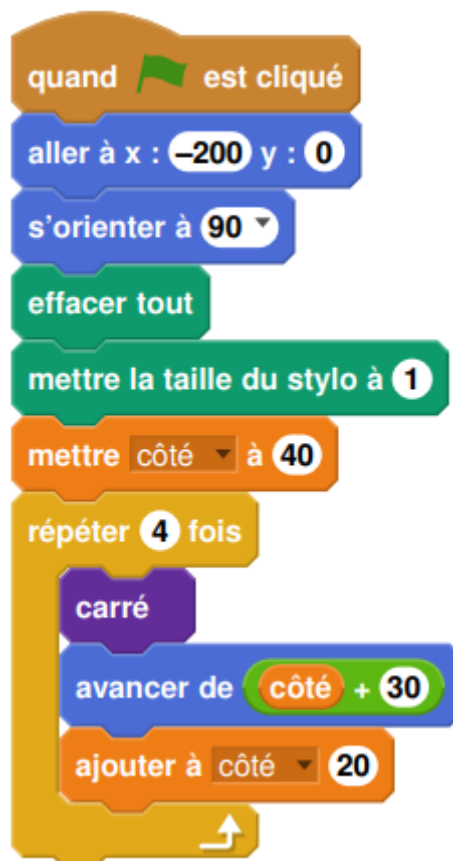 quand est cliqué
aller à x : –200 y : 0
s’orienter à 90
effacer tout
mettre la taille du stylo à 1
mettre côté à 40
répéter 4 fois
carré
avancer de côté + 30
ajouter à côté 20